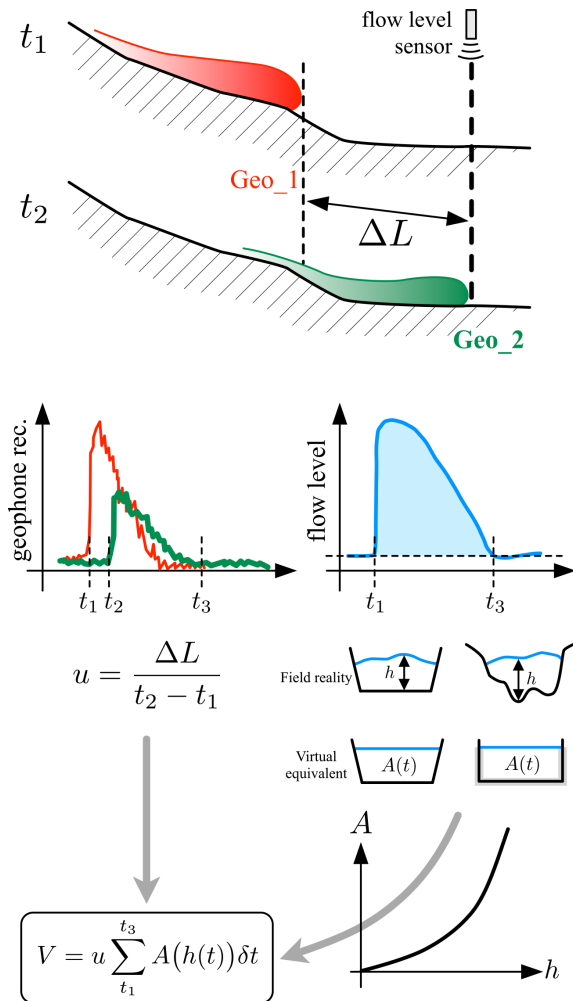 t₁
flow level
sensor
Geo_1
t₂
ΔL
Geo_2
geophone rec.
t₁ t₂ t₃
flow level
t₁ t₃
u = ΔL / (t₂ − t₁)
Field reality
h
h
Virtual
equivalent
A(t)
A(t)
A
h
V = u ∑_{t₁}^{t₃} A(h(t))δt